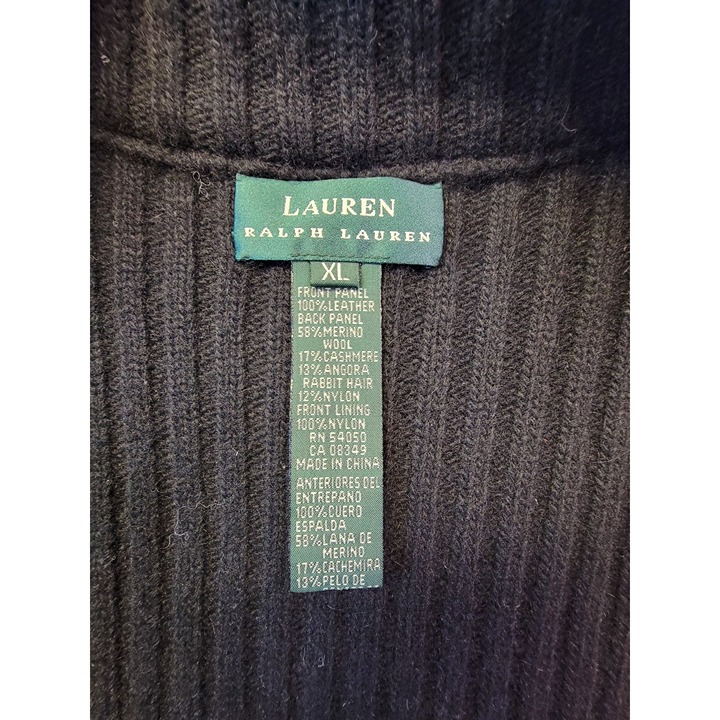 LAUREN
RALPH LAUREN
XL
FRONT PANEL
100%LEATHER
BACK PANEL
58%MERINO
WOOL
17%CASHMERE
13%ANGORA
RABBIT HAIR
12%NYLON
FRONT LINING
100%NYLON
RN 54050
CA 08349
MADE IN CHINA
ANTERIORES DEL
ENTREPANO
100%CUERO
ESPALDA
58%LANA DE
MERINO
17%CACHEMIRA
13%PELO DE